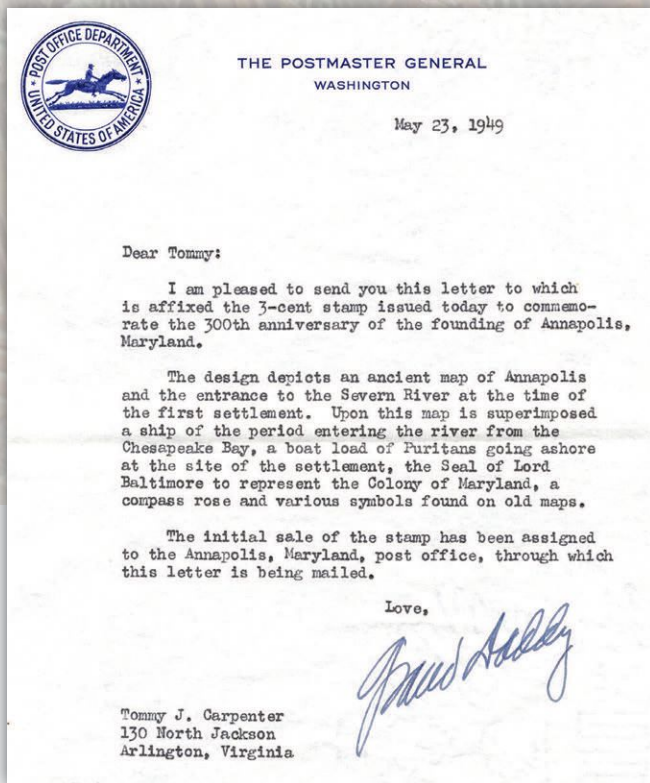 POST OFFICE DEPARTMENT
UNITED STATES OF AMERICA
THE POSTMASTER GENERAL
WASHINGTON
May 23, 1949
Dear Tommy:
I am pleased to send you this letter to which
is affixed the 3-cent stamp issued today to commemo-
rate the 300th anniversary of the founding of Annapolis,
Maryland.
The design depicts an ancient map of Annapolis
and the entrance to the Severn River at the time of
the first settlement. Upon this map is superimposed
a ship of the period entering the river from the
Chesapeake Bay, a boat load of Puritans going ashore
at the site of the settlement, the Seal of Lord
Baltimore to represent the Colony of Maryland, a
compass rose and various symbols found on old maps.
The initial sale of the stamp has been assigned
to the Annapolis, Maryland, post office, through which
this letter is being mailed.
Love,
Grand Daddy
Tommy J. Carpenter
130 North Jackson
Arlington, Virginia